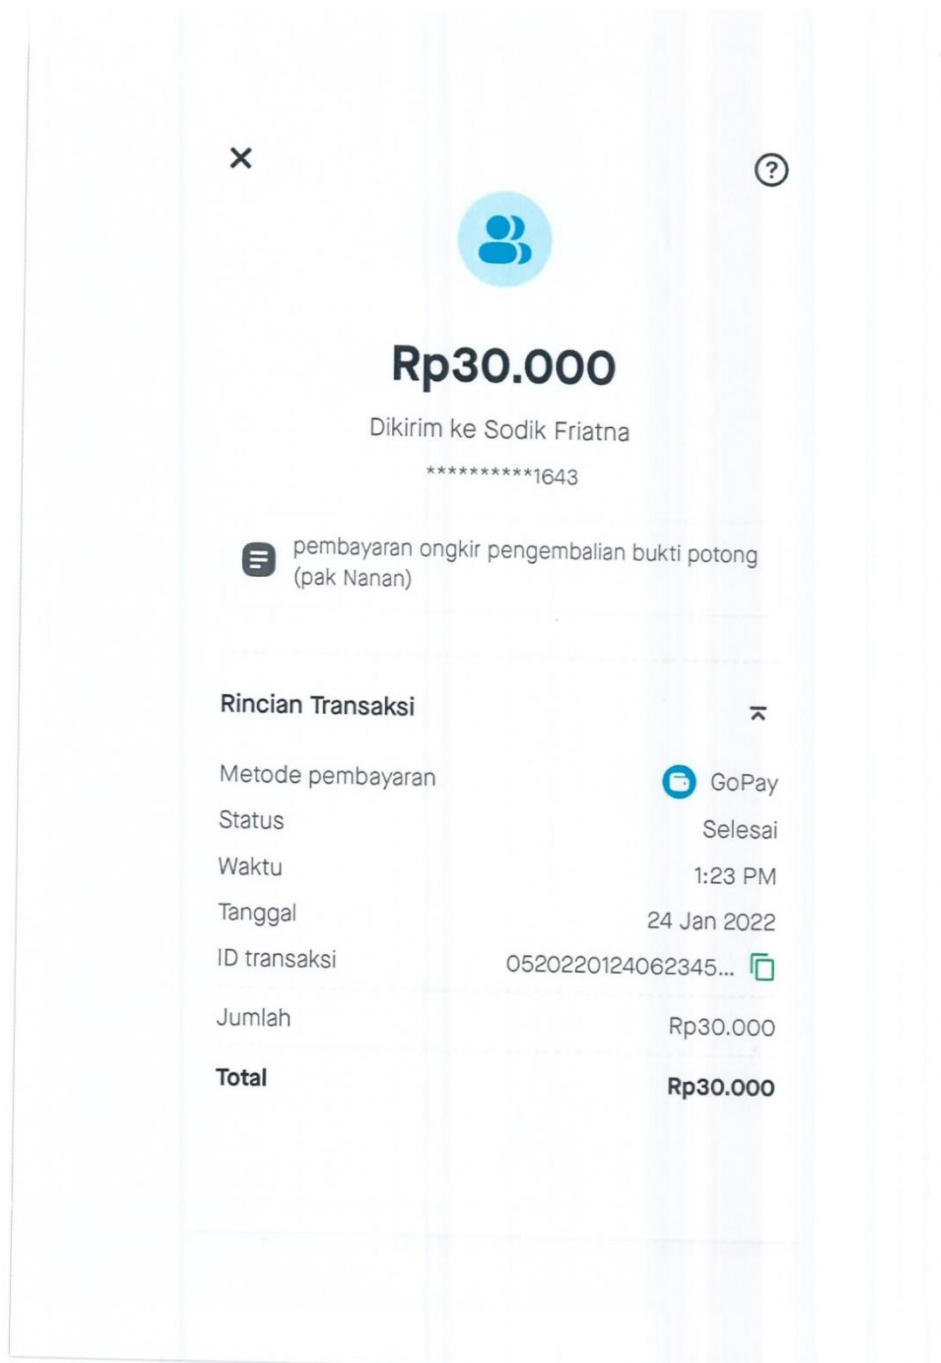 Rp30.000
Dikirim ke Sodik Friatna
**********1643
pembayaran ongkir pengembalian bukti potong
(pak Nanan)
Rincian Transaksi
Metode pembayaran GoPay
Status Selesai
Waktu 1:23 PM
Tanggal 24 Jan 2022
ID transaksi 0520220124062345...
Jumlah Rp30.000
Total Rp30.000